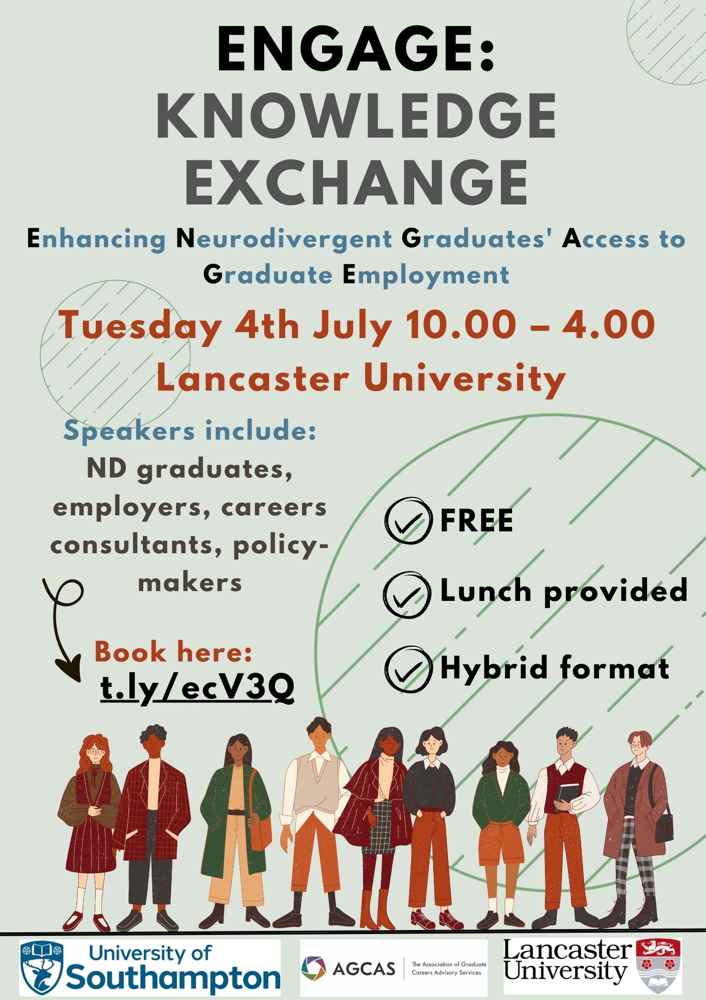 ENGAGE:
KNOWLEDGE
EXCHANGE
Enhancing Neurodivergent Graduates' Access to
Graduate Employment
Tuesday 4th July 10.00 – 4.00
Lancaster University
Speakers include:
ND graduates,
employers, careers
consultants, policy-
makers
FREE
Lunch provided
Hybrid format
Book here:
t.ly/ecV3Q
University of
Southampton
AGCAS
The Association of Graduate
Careers Advisory Services
Lancaster
University